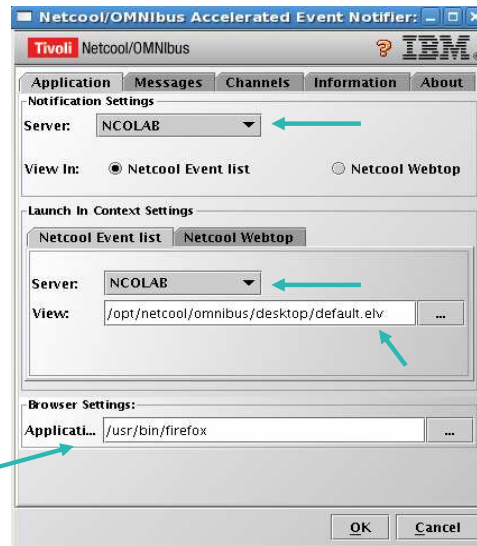 Netcool/OMNIbus Accelerated Event Notifier:
Tivoli Netcool/OMNIbus ? IBM.
Application Messages Channels Information About
Notification Settings
Server: NCOLAB
View In: Netcool Event list Netcool Webtop
Launch In Context Settings
Netcool Event list Netcool Webtop
Server: NCOLAB
View: /opt/netcool/omnibus/desktop/default.elv ...
Browser Settings:
Applicati... /usr/bin/firefox ...
OK Cancel